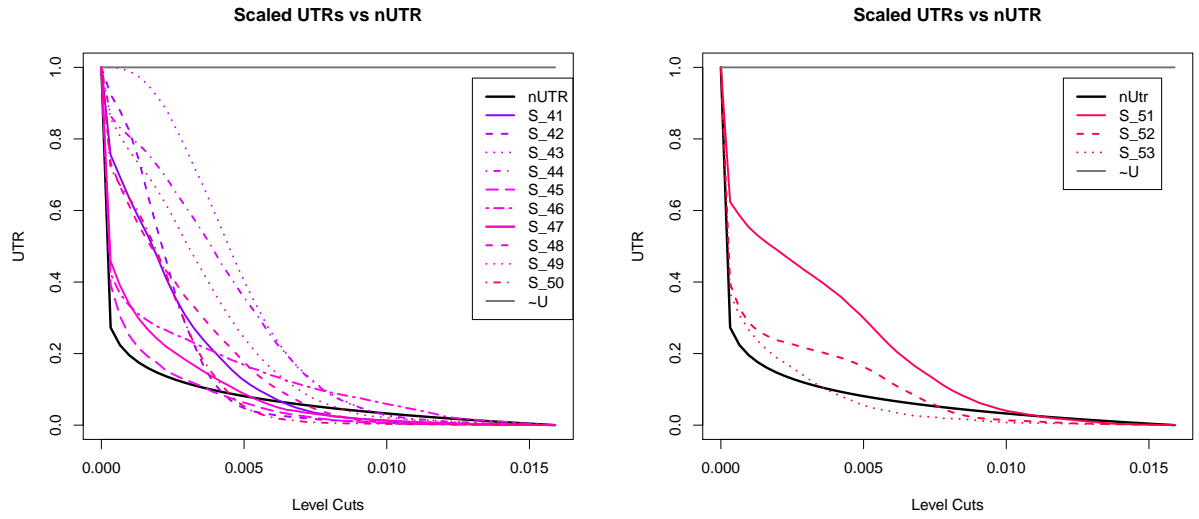 Scaled UTRs vs nUTR
UTR
1.0
0.8
0.6
0.4
0.2
0.0
0.000
0.005
0.010
0.015
Level Cuts
nUTR
S_41
S_42
S_43
S_44
S_45
S_46
S_47
S_48
S_49
S_50
~U
Scaled UTRs vs nUTR
UTR
1.0
0.8
0.6
0.4
0.2
0.0
0.000
0.005
0.010
0.015
Level Cuts
nUtr
S_51
S_52
S_53
~U